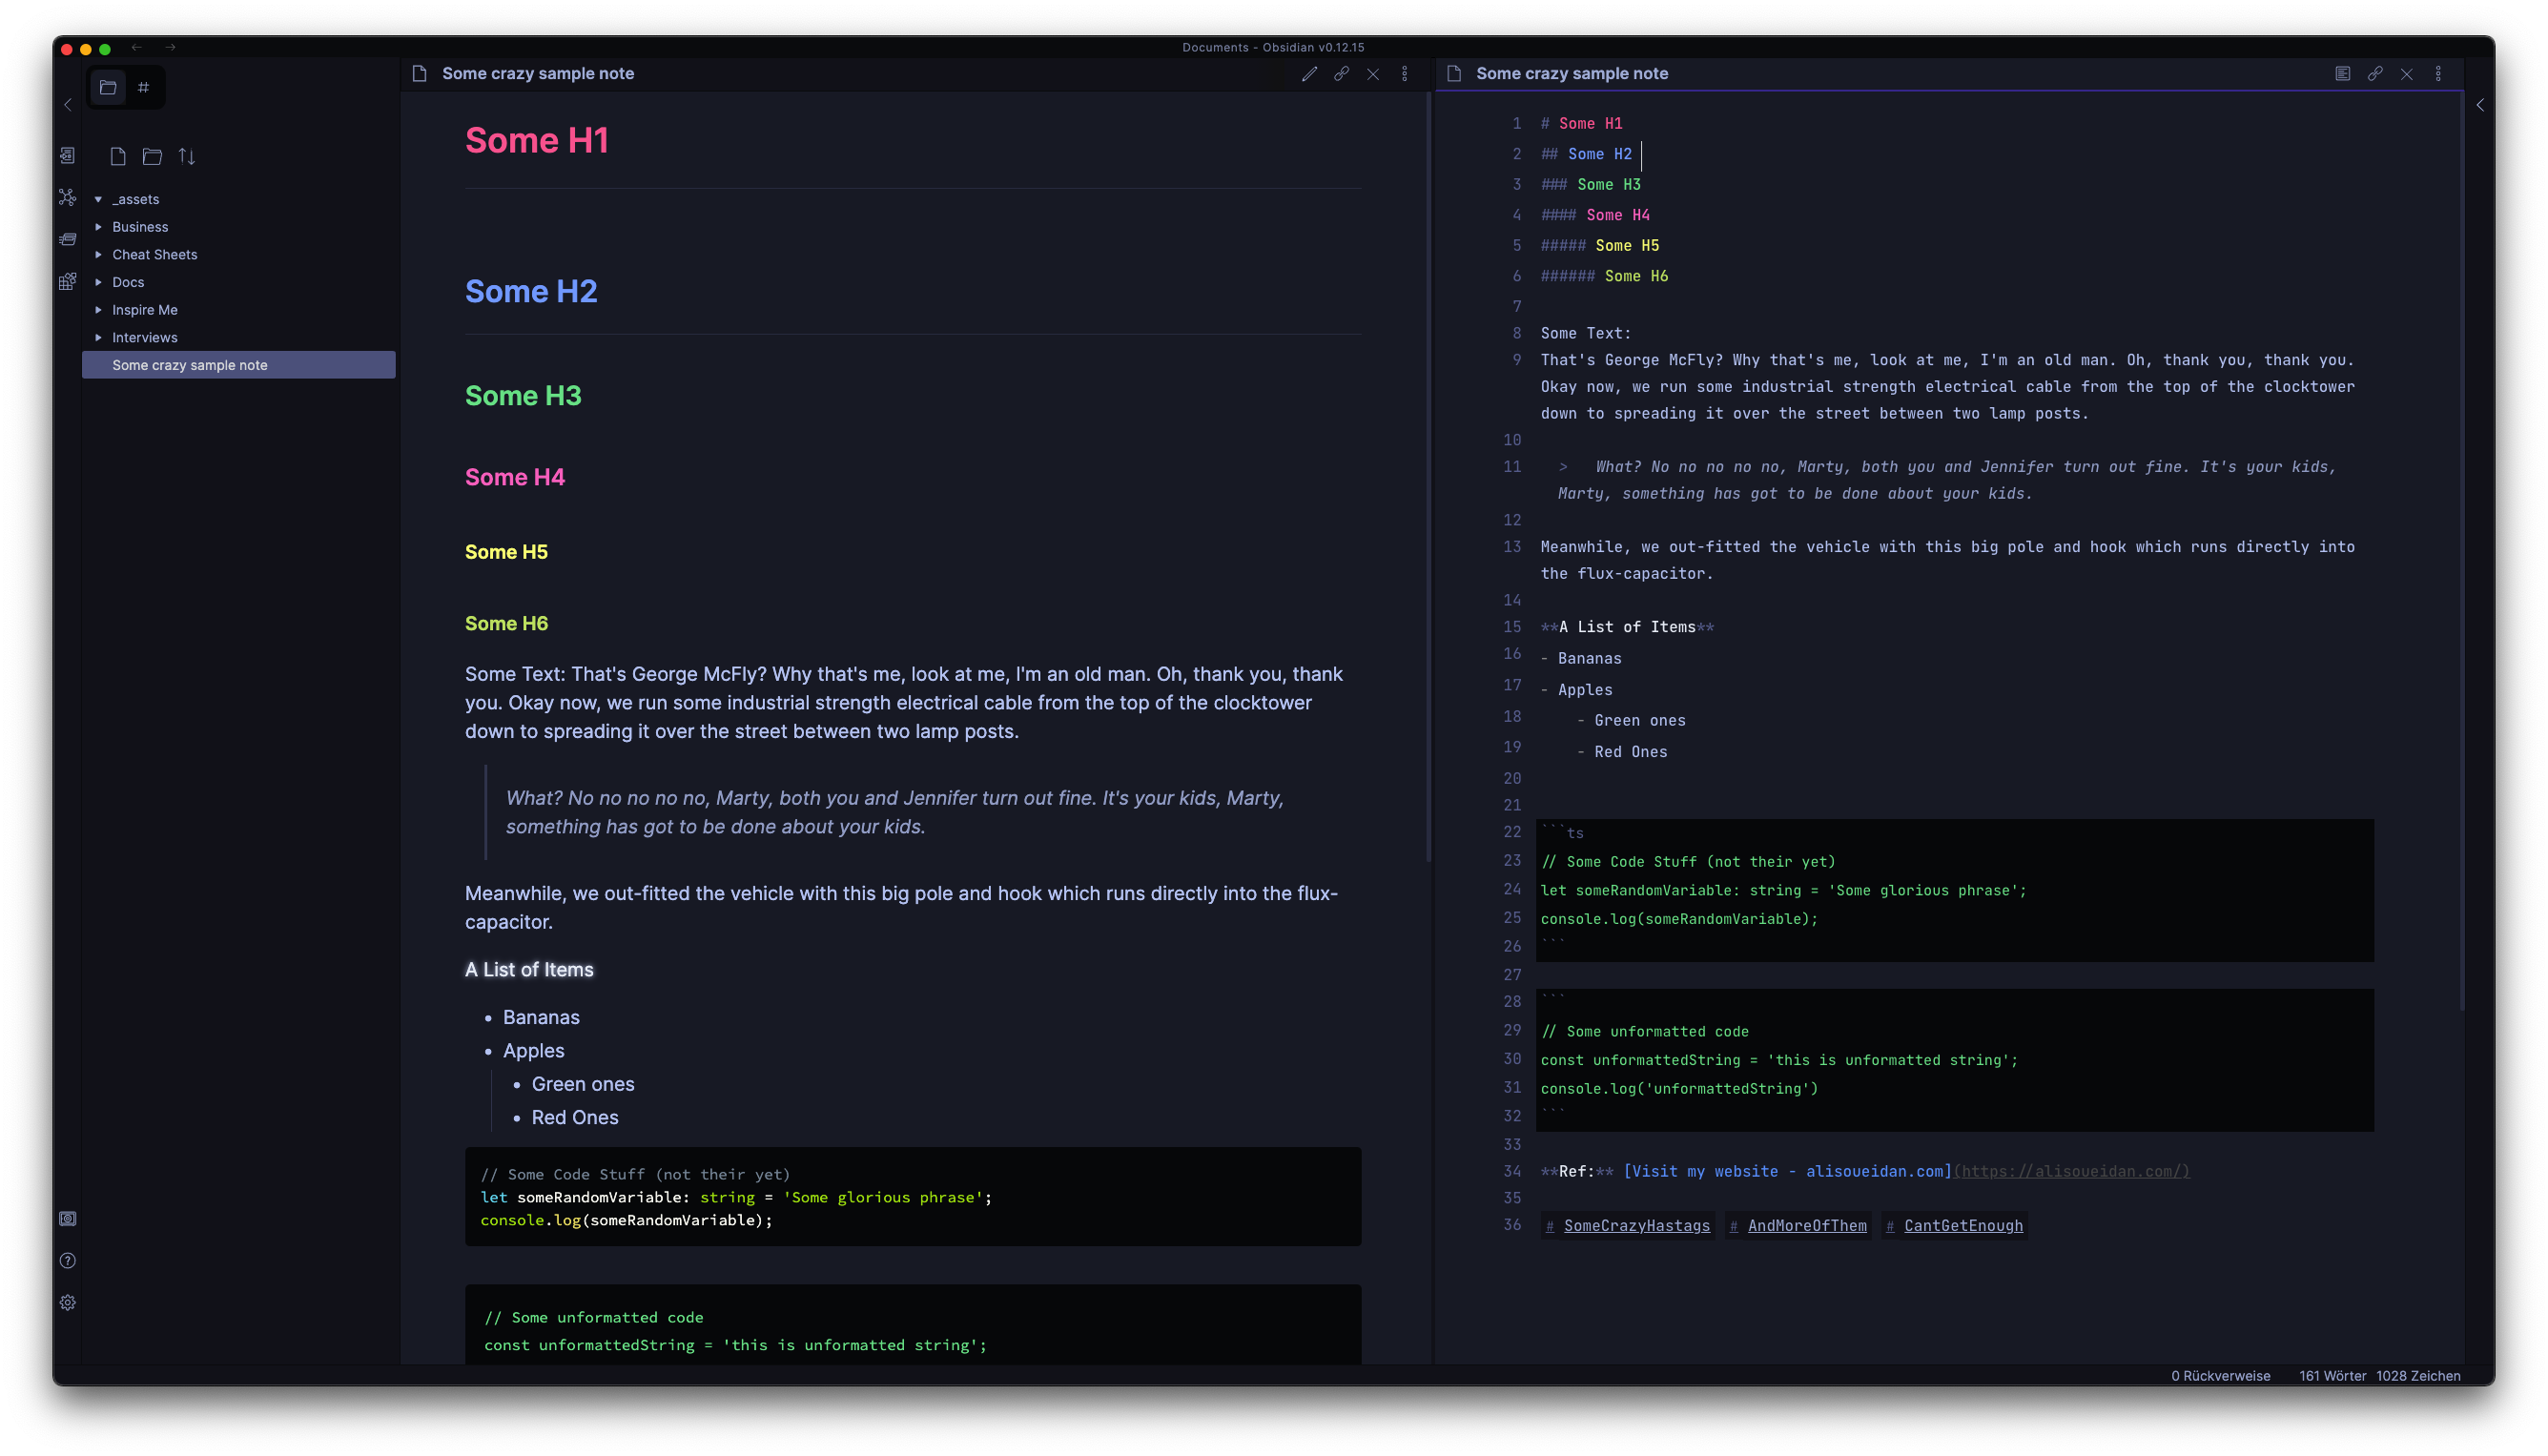 Documents - Obsidian v0.12.15
_assets
Business
Cheat Sheets
Docs
Inspire Me
Interviews
Some crazy sample note
Some crazy sample note
Some H1
Some H2
Some H3
Some H4
Some H5
Some H6
Some Text: That's George McFly? Why that's me, look at me, I'm an old man. Oh, thank you, thank
you. Okay now, we run some industrial strength electrical cable from the top of the clocktower
down to spreading it over the street between two lamp posts.
What? No no no no no, Marty, both you and Jennifer turn out fine. It's your kids, Marty,
something has got to be done about your kids.
Meanwhile, we out-fitted the vehicle with this big pole and hook which runs directly into the flux-
capacitor.
A List of Items
• Bananas
• Apples
• Green ones
• Red Ones
// Some Code Stuff (not their yet)
let someRandomVariable: string = 'Some glorious phrase';
console.log(someRandomVariable);
// Some unformatted code
const unformattedString = 'this is unformatted string';
Some crazy sample note
1 # Some H1
2 ## Some H2
3 ### Some H3
4 #### Some H4
5 ##### Some H5
6 ###### Some H6
7
8 Some Text:
9 That's George McFly? Why that's me, look at me, I'm an old man. Oh, thank you, thank you.
Okay now, we run some industrial strength electrical cable from the top of the clocktower
down to spreading it over the street between two lamp posts.
10
11 > What? No no no no no, Marty, both you and Jennifer turn out fine. It's your kids,
Marty, something has got to be done about your kids.
12
13 Meanwhile, we out-fitted the vehicle with this big pole and hook which runs directly into
the flux-capacitor.
14
15 **A List of Items**
16 - Bananas
17 - Apples
18 - Green ones
19 - Red Ones
20
21
22 ```ts
23 // Some Code Stuff (not their yet)
24 let someRandomVariable: string = 'Some glorious phrase';
25 console.log(someRandomVariable);
26 ```
27
28 ```
29 // Some unformatted code
30 const unformattedString = 'this is unformatted string';
31 console.log('unformattedString')
32 ```
33
34 **Ref:** [Visit my website - alisoueidan.com](https://alisoueidan.com/)
35
36 # SomeCrazyHastags # AndMoreOfThem # CantGetEnough
0 Rückverweise 161 Wörter 1028 Zeichen